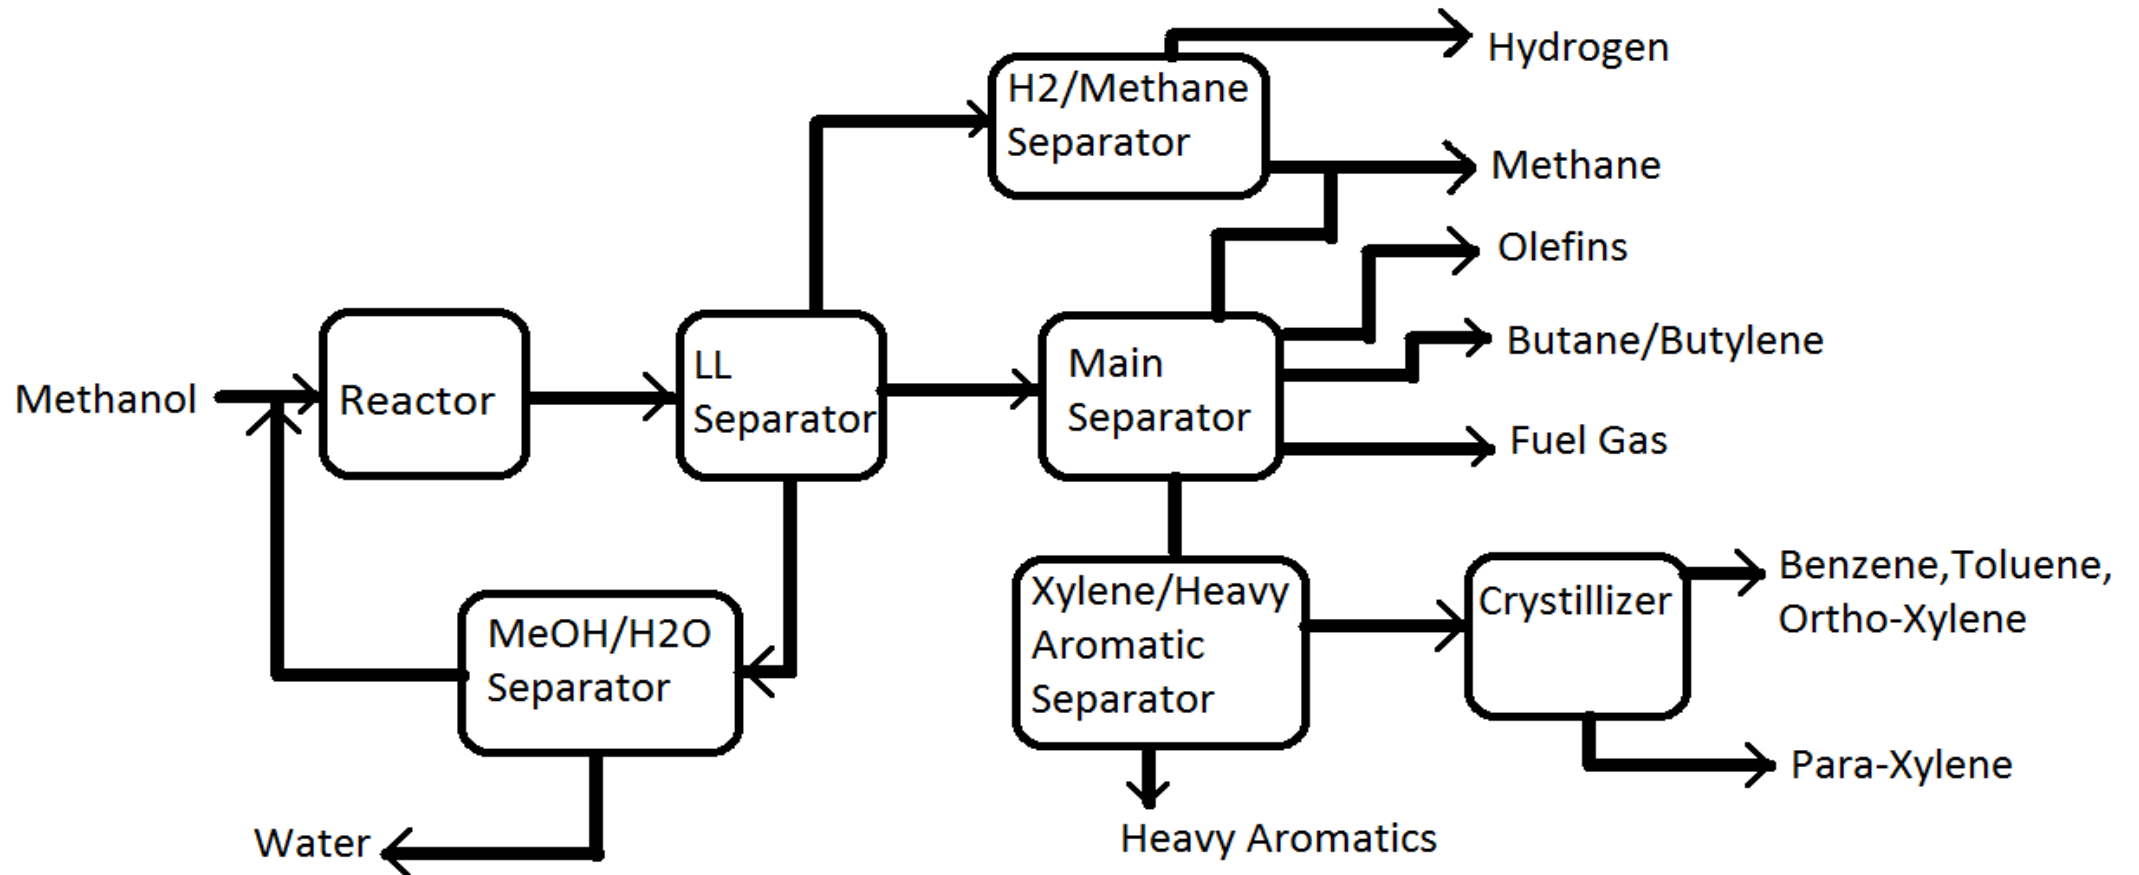 Hydrogen
H2/Methane
Separator
Methane
Olefins
Butane/Butylene
Fuel Gas
Methanol
Reactor
LL
Separator
Main
Separator
MeOH/H2O
Separator
Water
Xylene/Heavy
Aromatic
Separator
Heavy Aromatics
Crystillizer
Benzene,Toluene,
Ortho-Xylene
Para-Xylene